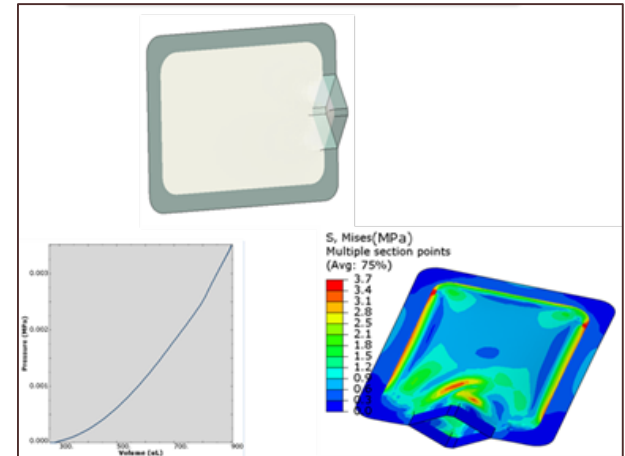 S, Mises(MPa)
Multiple section points
(Avg: 75%)
3.7
3.4
3.1
2.8
2.5
2.1
1.8
1.5
1.2
0.003
0.002
0.001
0.000
Pressure (MPa)
300. 500. 700. 900
Volume (uL)